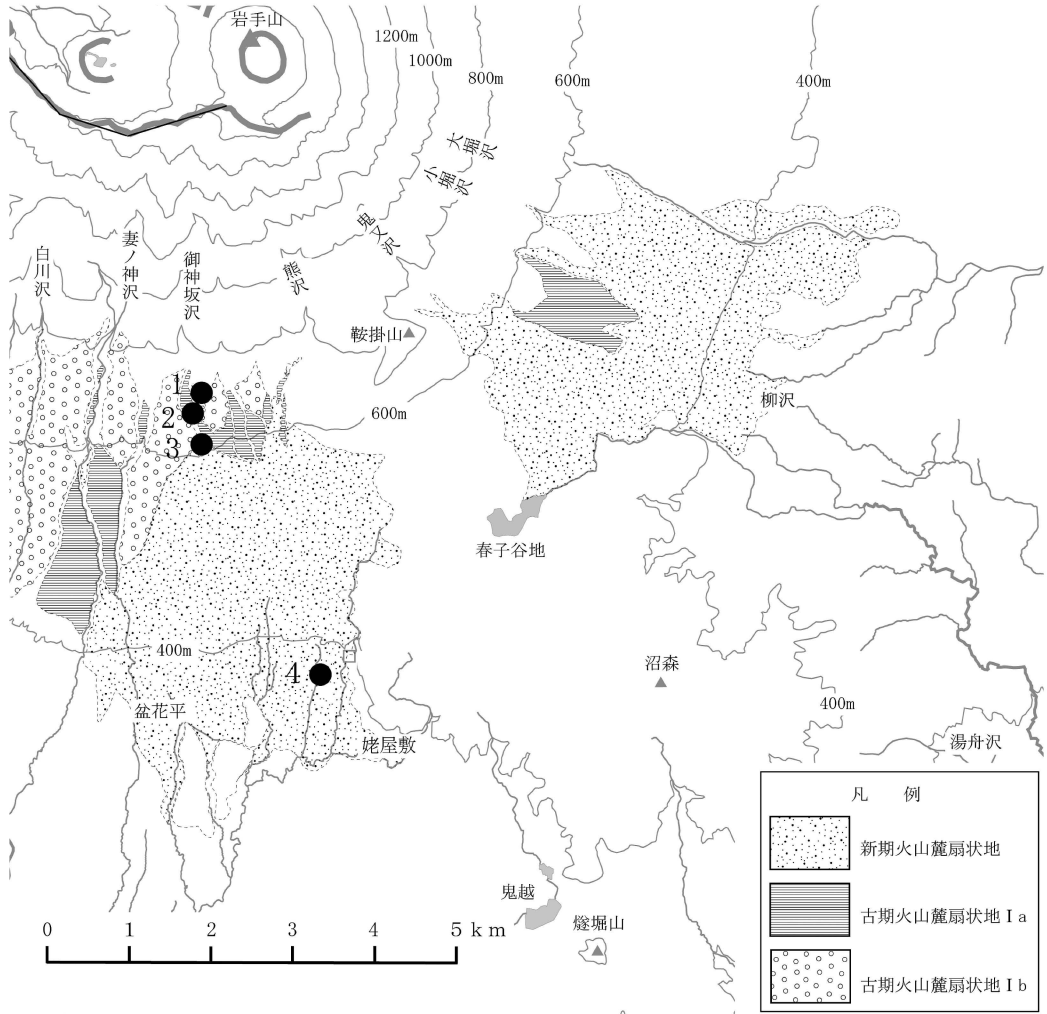 岩手山
1200m
1000m
800m
600m
400m
大堀沢
小堀沢
鬼又沢
妻ノ神沢
白川沢
御神坂沢
熊沢
鞍掛山
1
2
3
600m
柳沢
春子谷地
400m
4
沼森
盆花平
姥屋敷
400m
湯舟沢
鬼越
燧堀山
0 1 2 3 4 5km
凡 例
新期火山麓扇状地
古期火山麓扇状地Ⅰa
古期火山麓扇状地Ⅰb